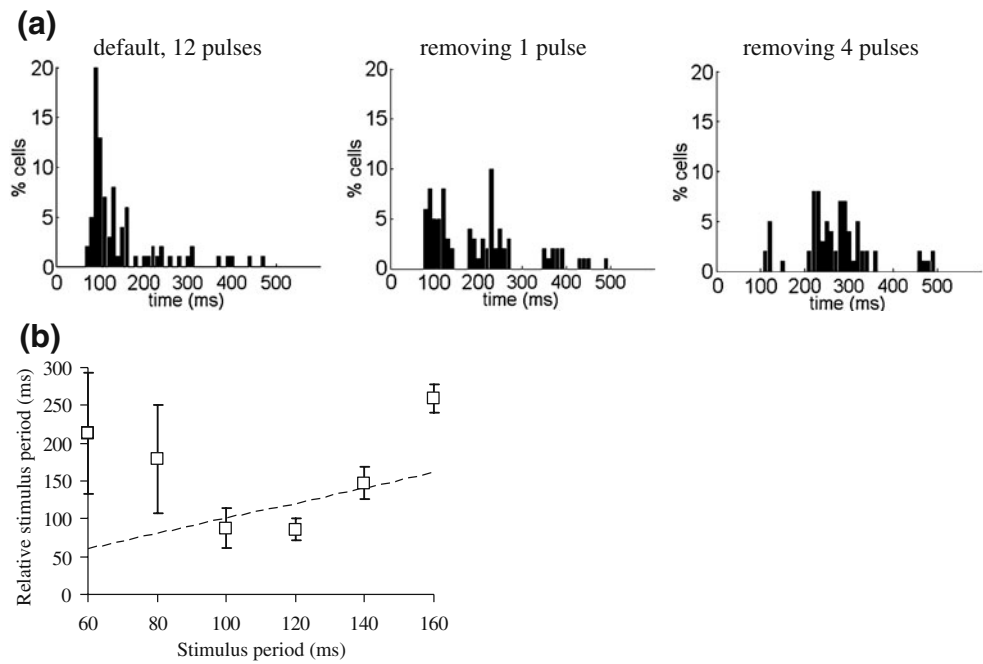 (a)
default, 12 pulses
removing 1 pulse
removing 4 pulses
20
15
10
5
0
% cells
0 100 200 300 400 500
time (ms)
20
15
10
5
0
% cells
0 100 200 300 400 500
time (ms)
20
15
10
5
0
% cells
0 100 200 300 400 500
time (ms)
(b)
300
250
200
150
100
50
0
Relative stimulus period (ms)
60 80 100 120 140 160
Stimulus period (ms)